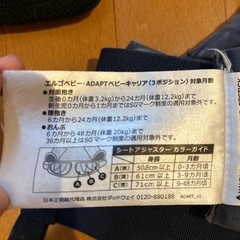 エルゴベビー・ADAPTベビーキャリア(3ポジション)対象月齢
・対面抱き
生後0カ月(体重3.2kg)から24カ月(体重12.2kg)まで
新生児0カ月から1カ月まではSGマーク制度の適用対象外です。
・腰抱き
6カ月から24カ月(体重12.2kg)まで
・おんぶ
6カ月から48カ月(体重20kg)まで
36カ月以上はSGマーク制度の適用対象外です。
シートアジャスター カラーガイド
身長
月齢
A(春)
50.8cm以上
0-3カ月頃
B(黄)
61cm以上
3-9カ月頃
C(青)
71cm以上
9-48カ月頃
A B C
日本正規総代理店 株式会社ダッドウェイ 0120-880188
ADAPT_v1